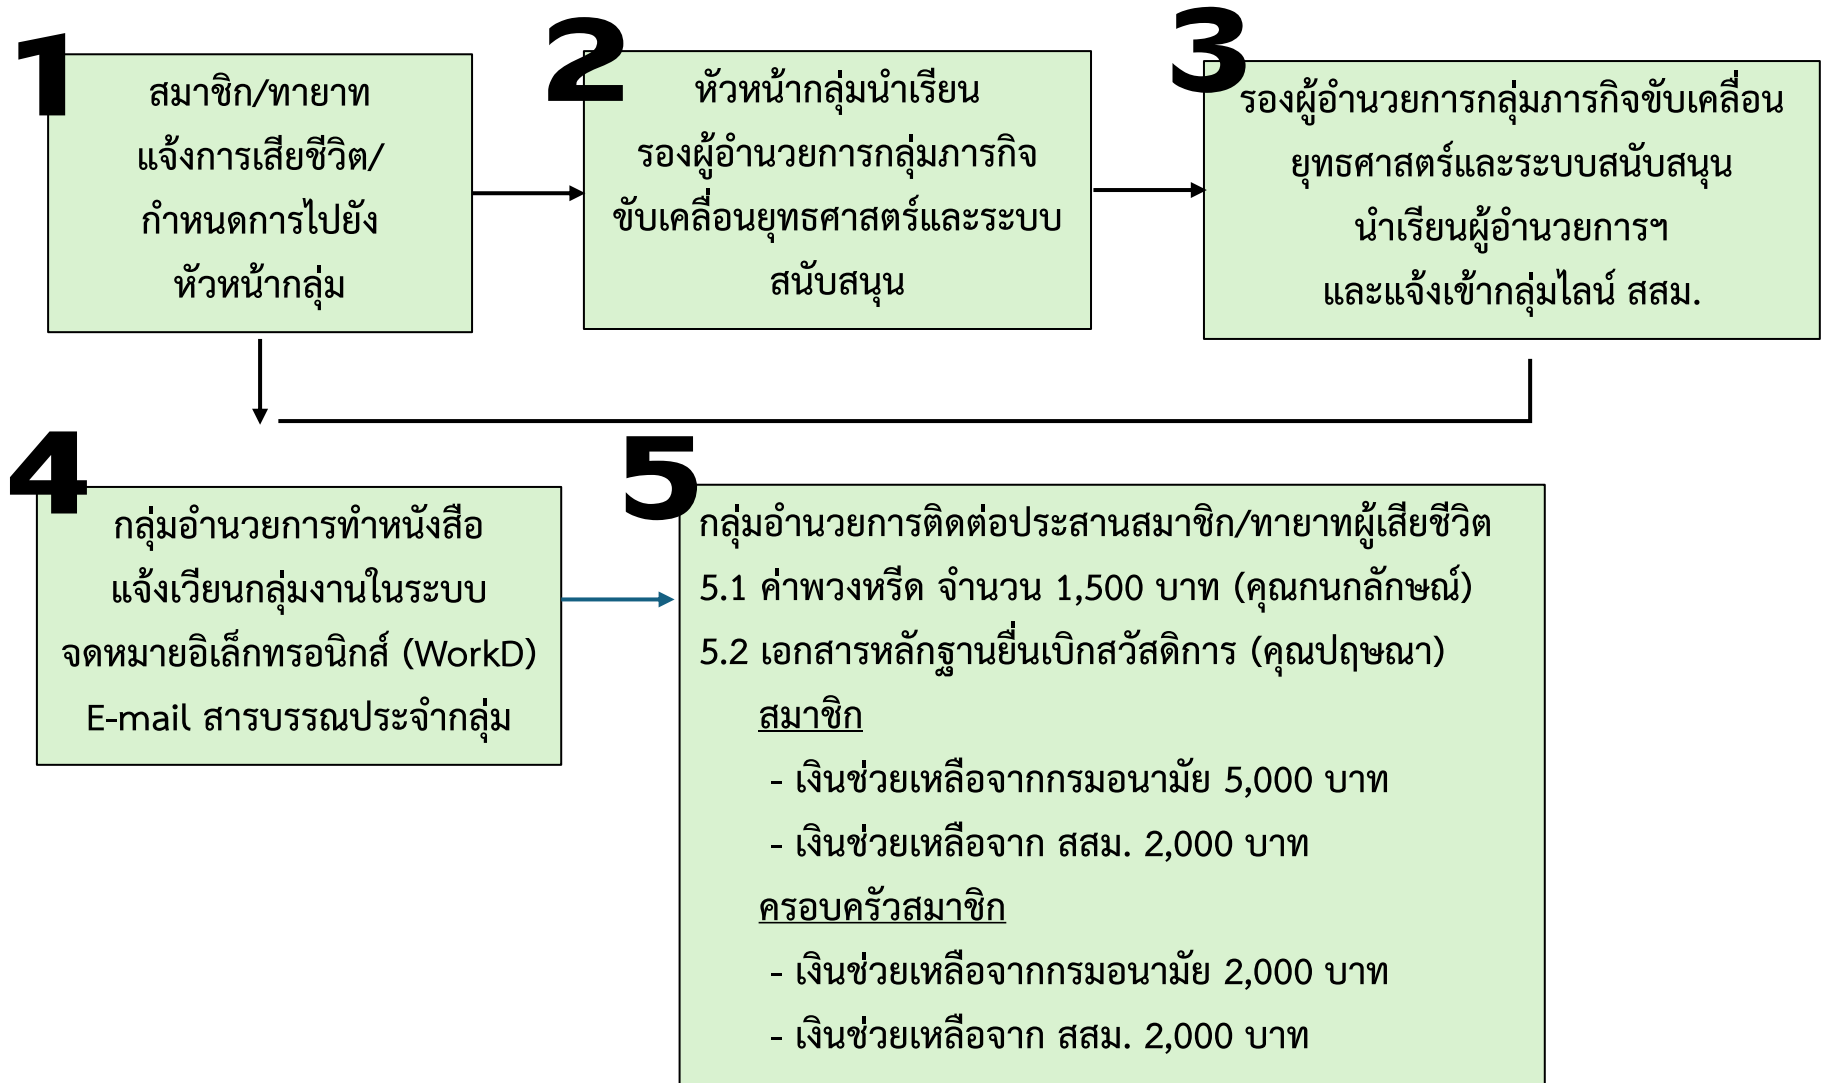 1
สมาชิก/ทายาท
แจ้งการเสียชีวิต/
กำหนดการไปยัง
หัวหน้ากลุ่ม
2
หัวหน้ากลุ่มนำเรียน
รองผู้อำนวยการกลุ่มภารกิจ
ขับเคลื่อนยุทธศาสตร์และระบบ
สนับสนุน
3
รองผู้อำนวยการกลุ่มภารกิจขับเคลื่อน
ยุทธศาสตร์และระบบสนับสนุน
นำเรียนผู้อำนวยการฯ
และแจ้งเข้ากลุ่มไลน์ สสม.
4
กลุ่มอำนวยการทำหนังสือ
แจ้งเวียนกลุ่มงานในระบบ
จดหมายอิเล็กทรอนิกส์ (WorkD)
E-mail สารบรรณประจำกลุ่ม
5
กลุ่มอำนวยการติดต่อประสานสมาชิก/ทายาทผู้เสียชีวิต
5.1 ค่าพวงหรีด จำนวน 1,500 บาท (คุณกนกลักษณ์)
5.2 เอกสารหลักฐานยื่นเบิกสวัสดิการ (คุณปฤษณา)
สมาชิก
- เงินช่วยเหลือจากกรมอนามัย 5,000 บาท
- เงินช่วยเหลือจาก สสม. 2,000 บาท
ครอบครัวสมาชิก
- เงินช่วยเหลือจากกรมอนามัย 2,000 บาท
- เงินช่วยเหลือจาก สสม. 2,000 บาท